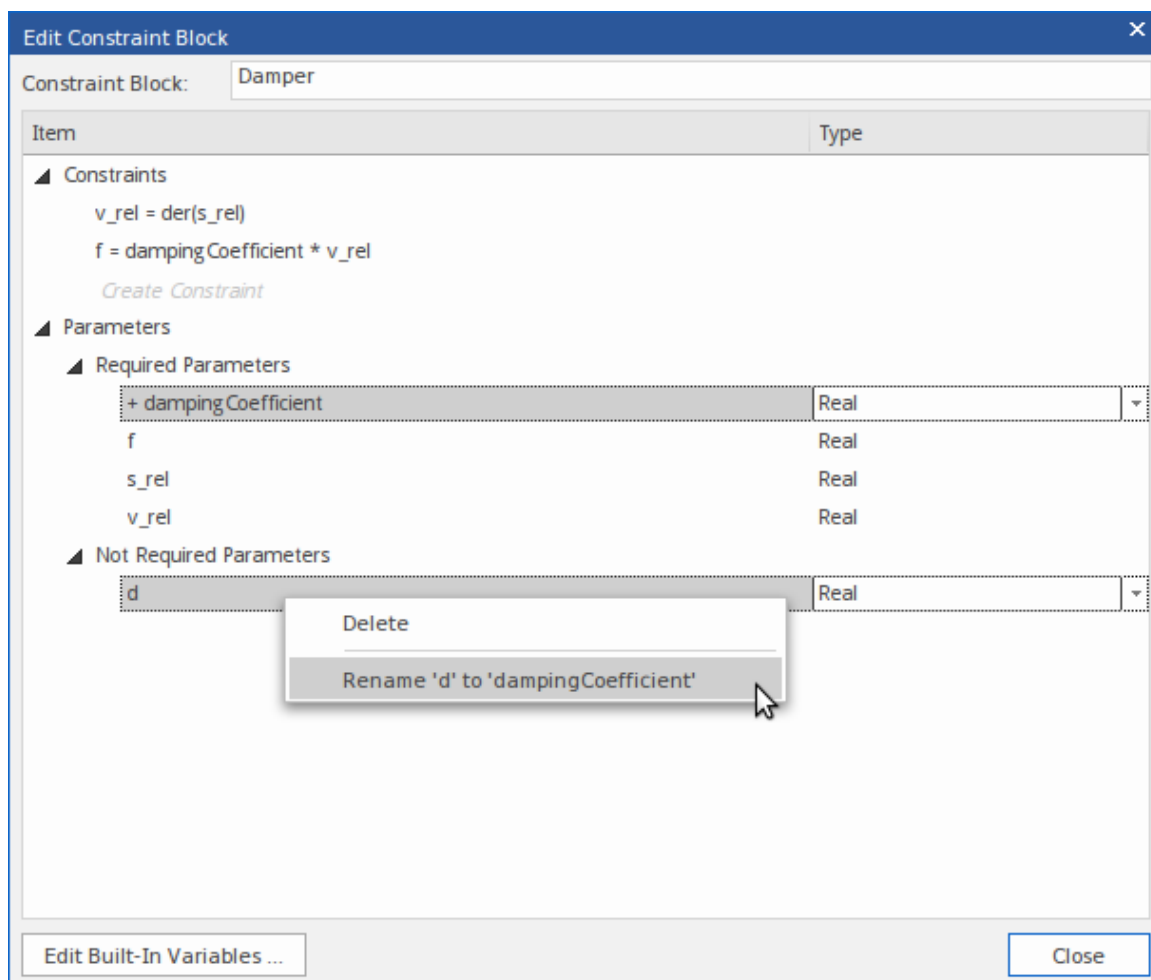 Edit Constraint Block
Constraint Block: Damper
Item Type
Constraints
v_rel = der(s_rel)
f = dampingCoefficient * v_rel
Create Constraint
Parameters
Required Parameters
+ dampingCoefficient Real
f Real
s_rel Real
v_rel Real
Not Required Parameters
d Real
Delete
Rename 'd' to 'dampingCoefficient'
Edit Built-In Variables ... Close